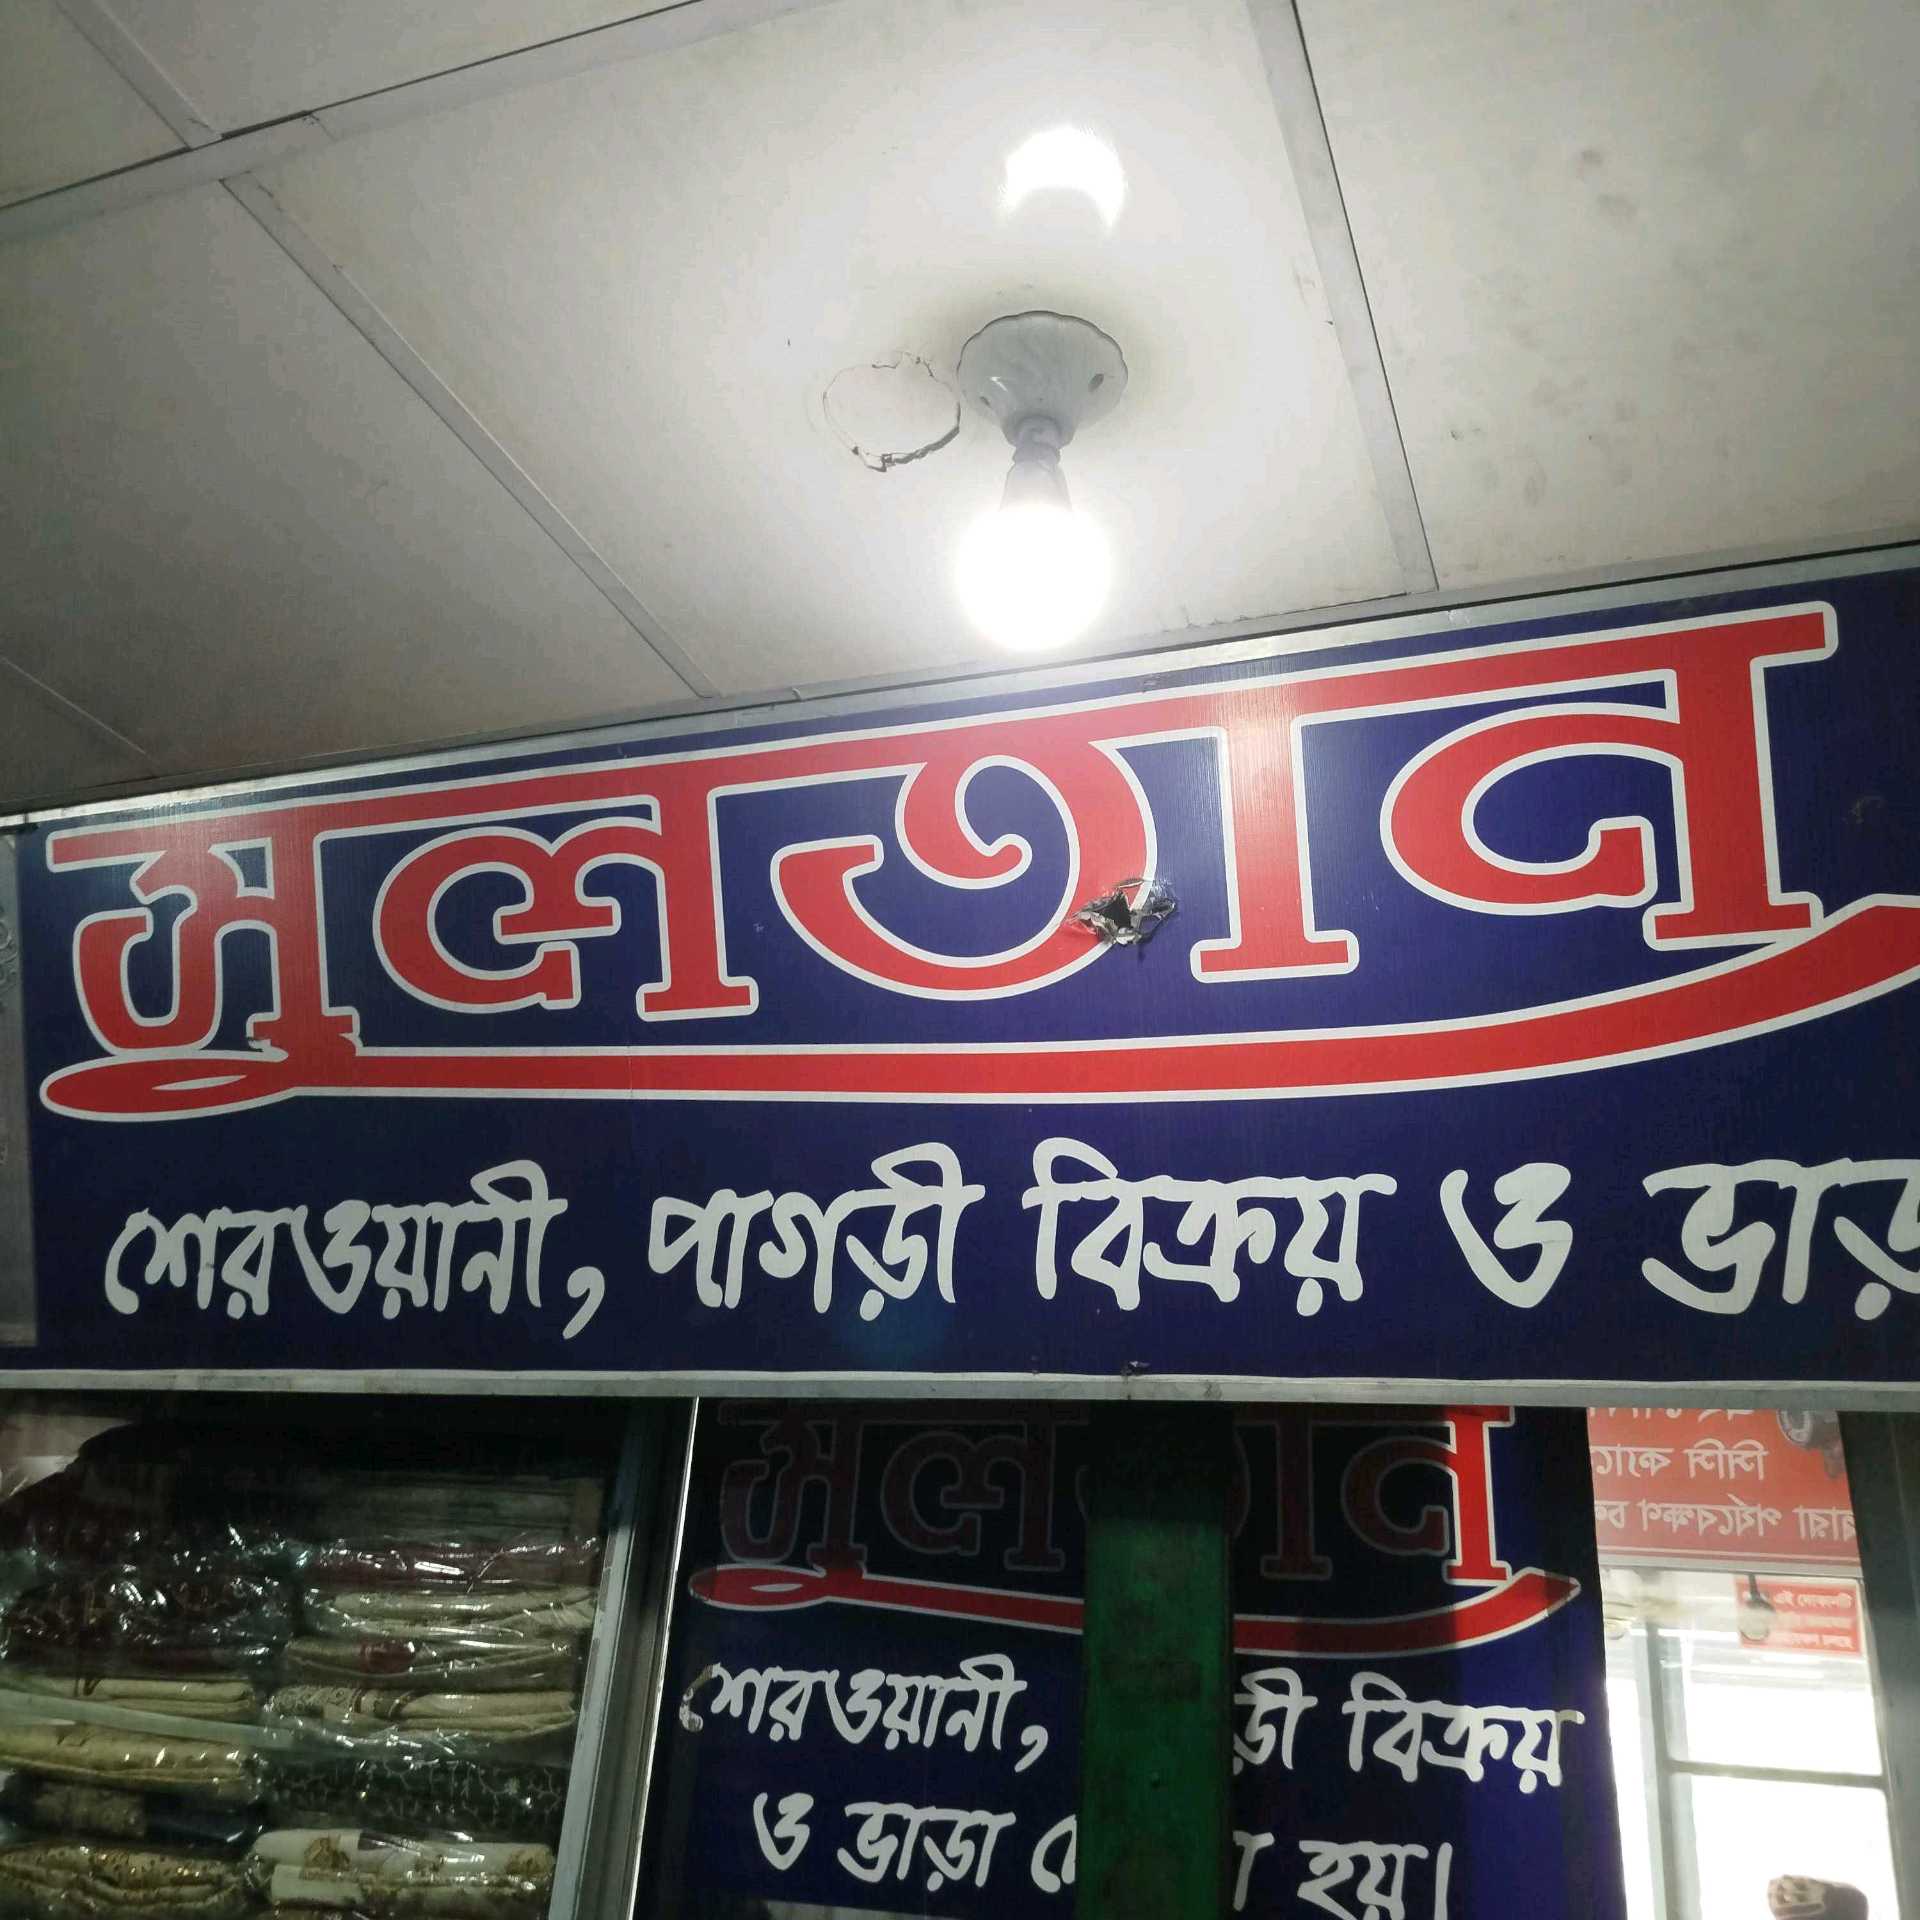 মুলতান
শেরওয়ানী, পাগড়ী বিক্রয় ও
মুলতান
শেরওয়ানী, বিক্রয়
ও ভাড়া হয়।